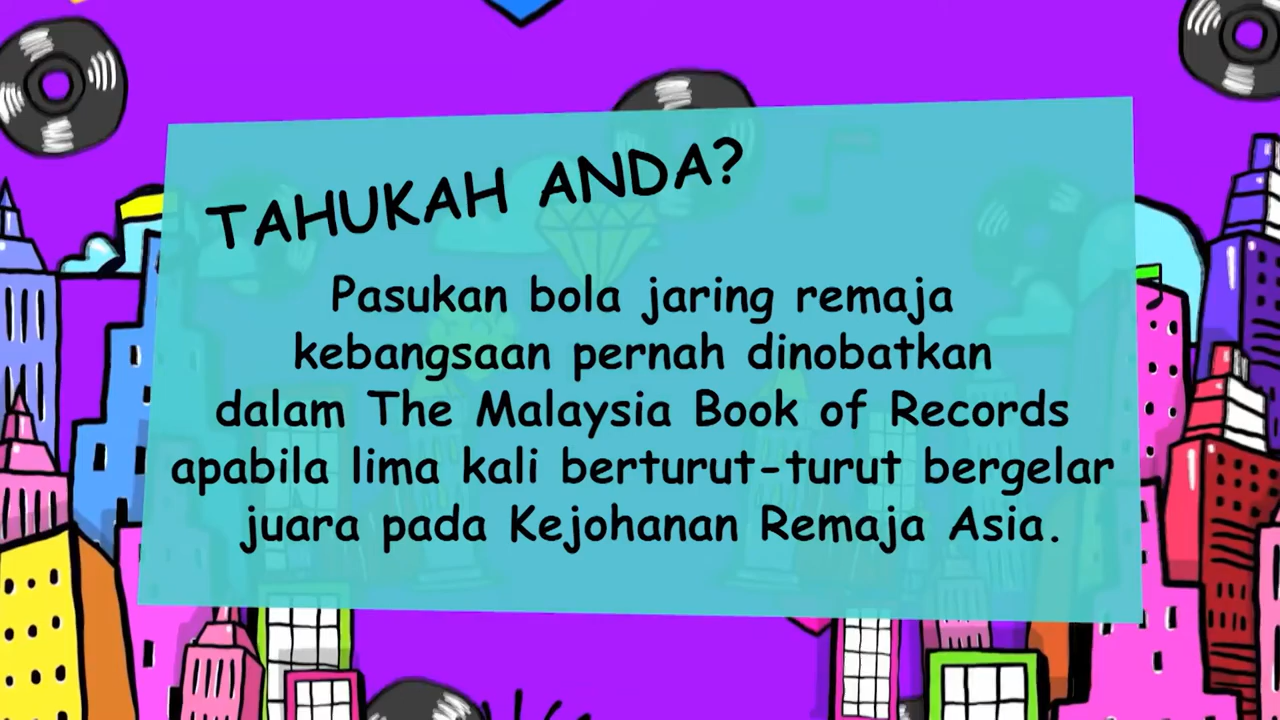 TAHUKAH ANDA?
Pasukan bola jaring remaja
kebangsaan pernah dinobatkan
dalam The Malaysia Book of Records
apabila lima kali berturut-turut bergelar
juara pada Kejohanan Remaja Asia.